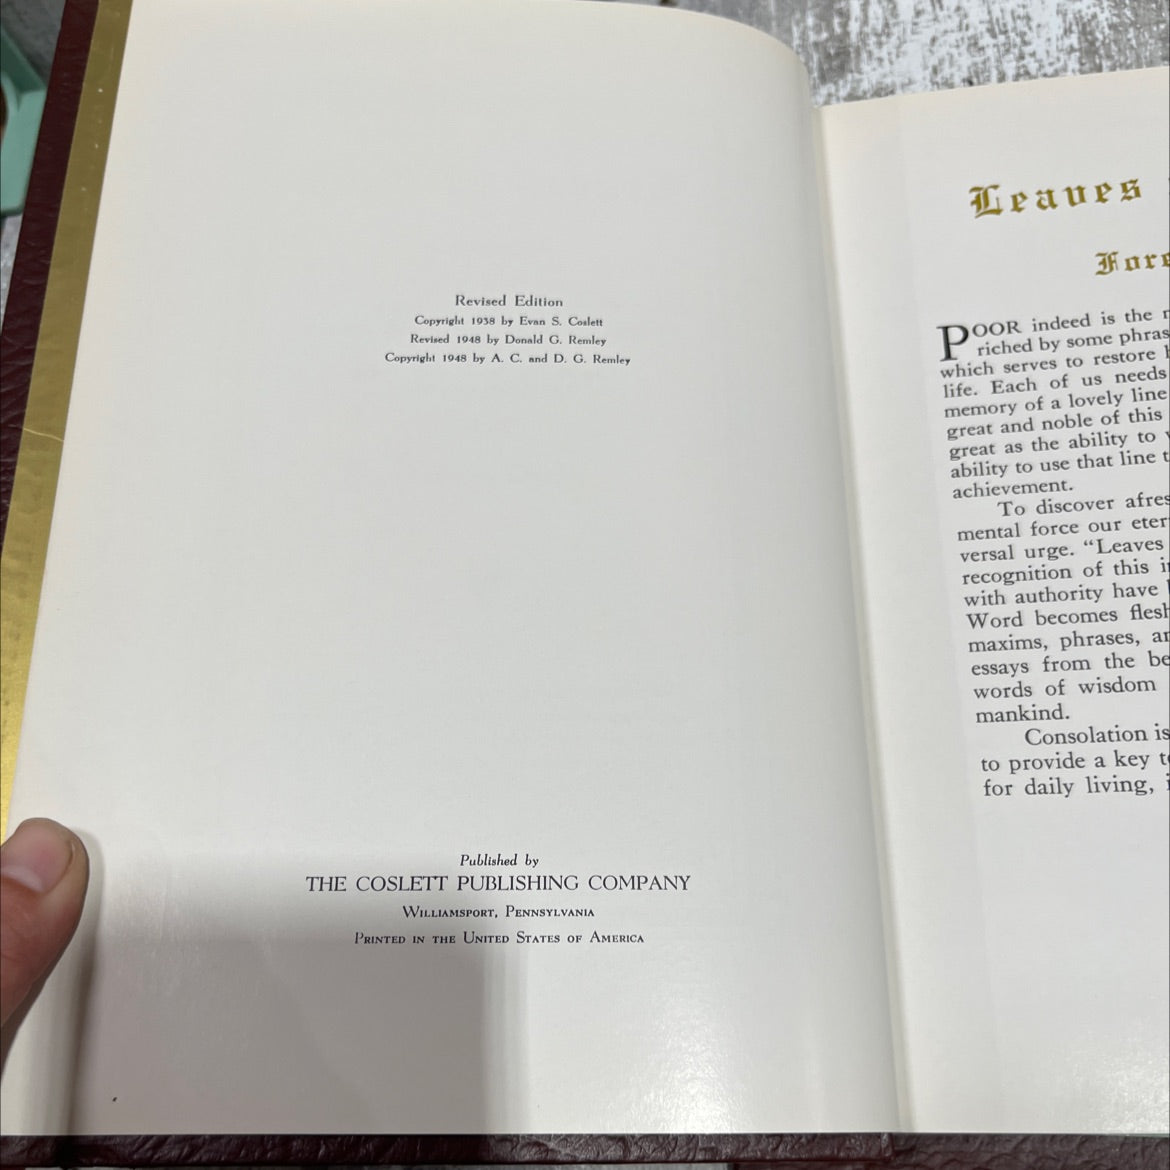 Revised Edition
Copyright 1938 by Evan S. Coslett
Revised 1948 by Donald G. Remley
Copyright 1948 by A. C. and D. G. Remley
Published by
THE COSLETT PUBLISHING COMPANY
WILLIAMSPORT, PENNSYLVANIA
PRINTED IN THE UNITED STATES OF AMERICA
Leaves
Fore
POOR indeed is the
riched by some phras
which serves to restore
life. Each of us needs
memory of a lovely line
great and noble of this
great as the ability to
ability to use that line t
achievement.
To discover afres
mental force our eter
versal urge. "Leaves
recognition of this i
with authority have
Word becomes flesh
maxims, phrases, an
essays from the be
words of wisdom
mankind.
Consolation is
to provide a key t
for daily living,